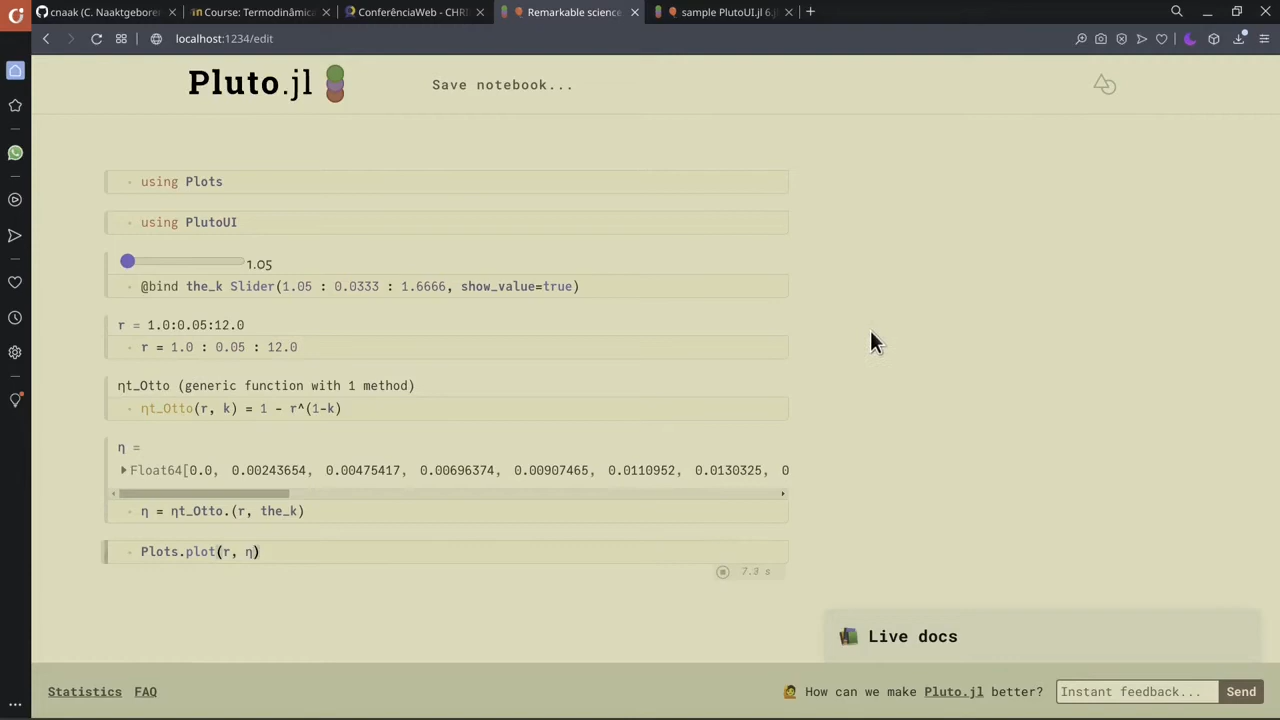 cnaak (C. Naaktgebore
Course: Termodinâmica
ConferênciaWeb - CHRI
Remarkable science
sample PlutoUI.jl 6.jl
localhost:1234/edit
Pluto.jl
Save notebook...
using Plots
using PlutoUI
1.05
@bind the_k Slider(1.05 : 0.0333 : 1.6666, show_value=true)
r = 1.0:0.05:12.0
r = 1.0 : 0.05 : 12.0
ηt_Otto (generic function with 1 method)
ηt_Otto(r, k) = 1 - r^(1-k)
η =
Float64[0.0, 0.00243654, 0.00475417, 0.00696374, 0.00907465, 0.0110952, 0.0130325, 0
η = ηt_Otto.(r, the_k)
Plots.plot(r, η)
7.3 s
Live docs
Statistics FAQ
How can we make Pluto.jl better? Instant feedback... Send